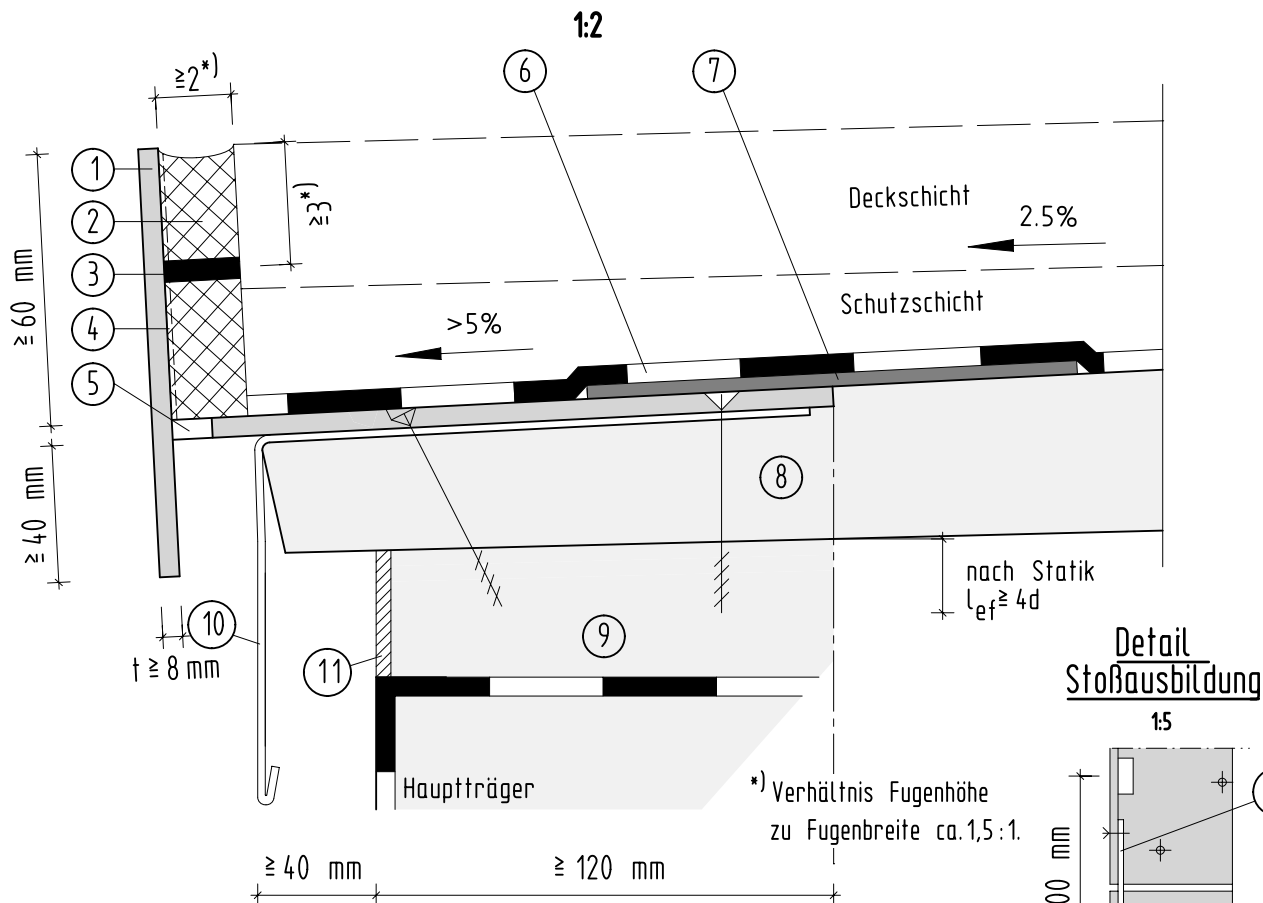 1:2
≥2*)
6
7
1
2
3
4
5
≥3*)
≥60 mm
≥40 mm
Deckschicht
2.5%
Schutzschicht
>5%
8
nach Statik
lef ≥ 4d
10
9
11
t ≥ 8 mm
Detail
Stoßausbildung
1:5
Hauptträger
*) Verhältnis Fugenhöhe
zu Fugenbreite ca. 1,5 : 1.
≥ 40 mm
≥ 120 mm
00 mm